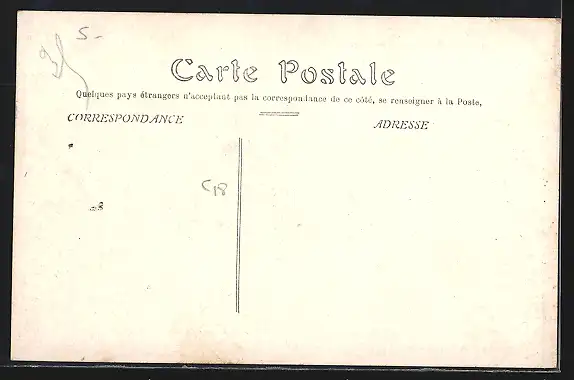 5-
Carte Postale
Quelques pays étrangers n'acceptant pas la correspondance de ce côté, se renseigner à la Poste,
CORRESPONDANCE
ADRESSE
C18